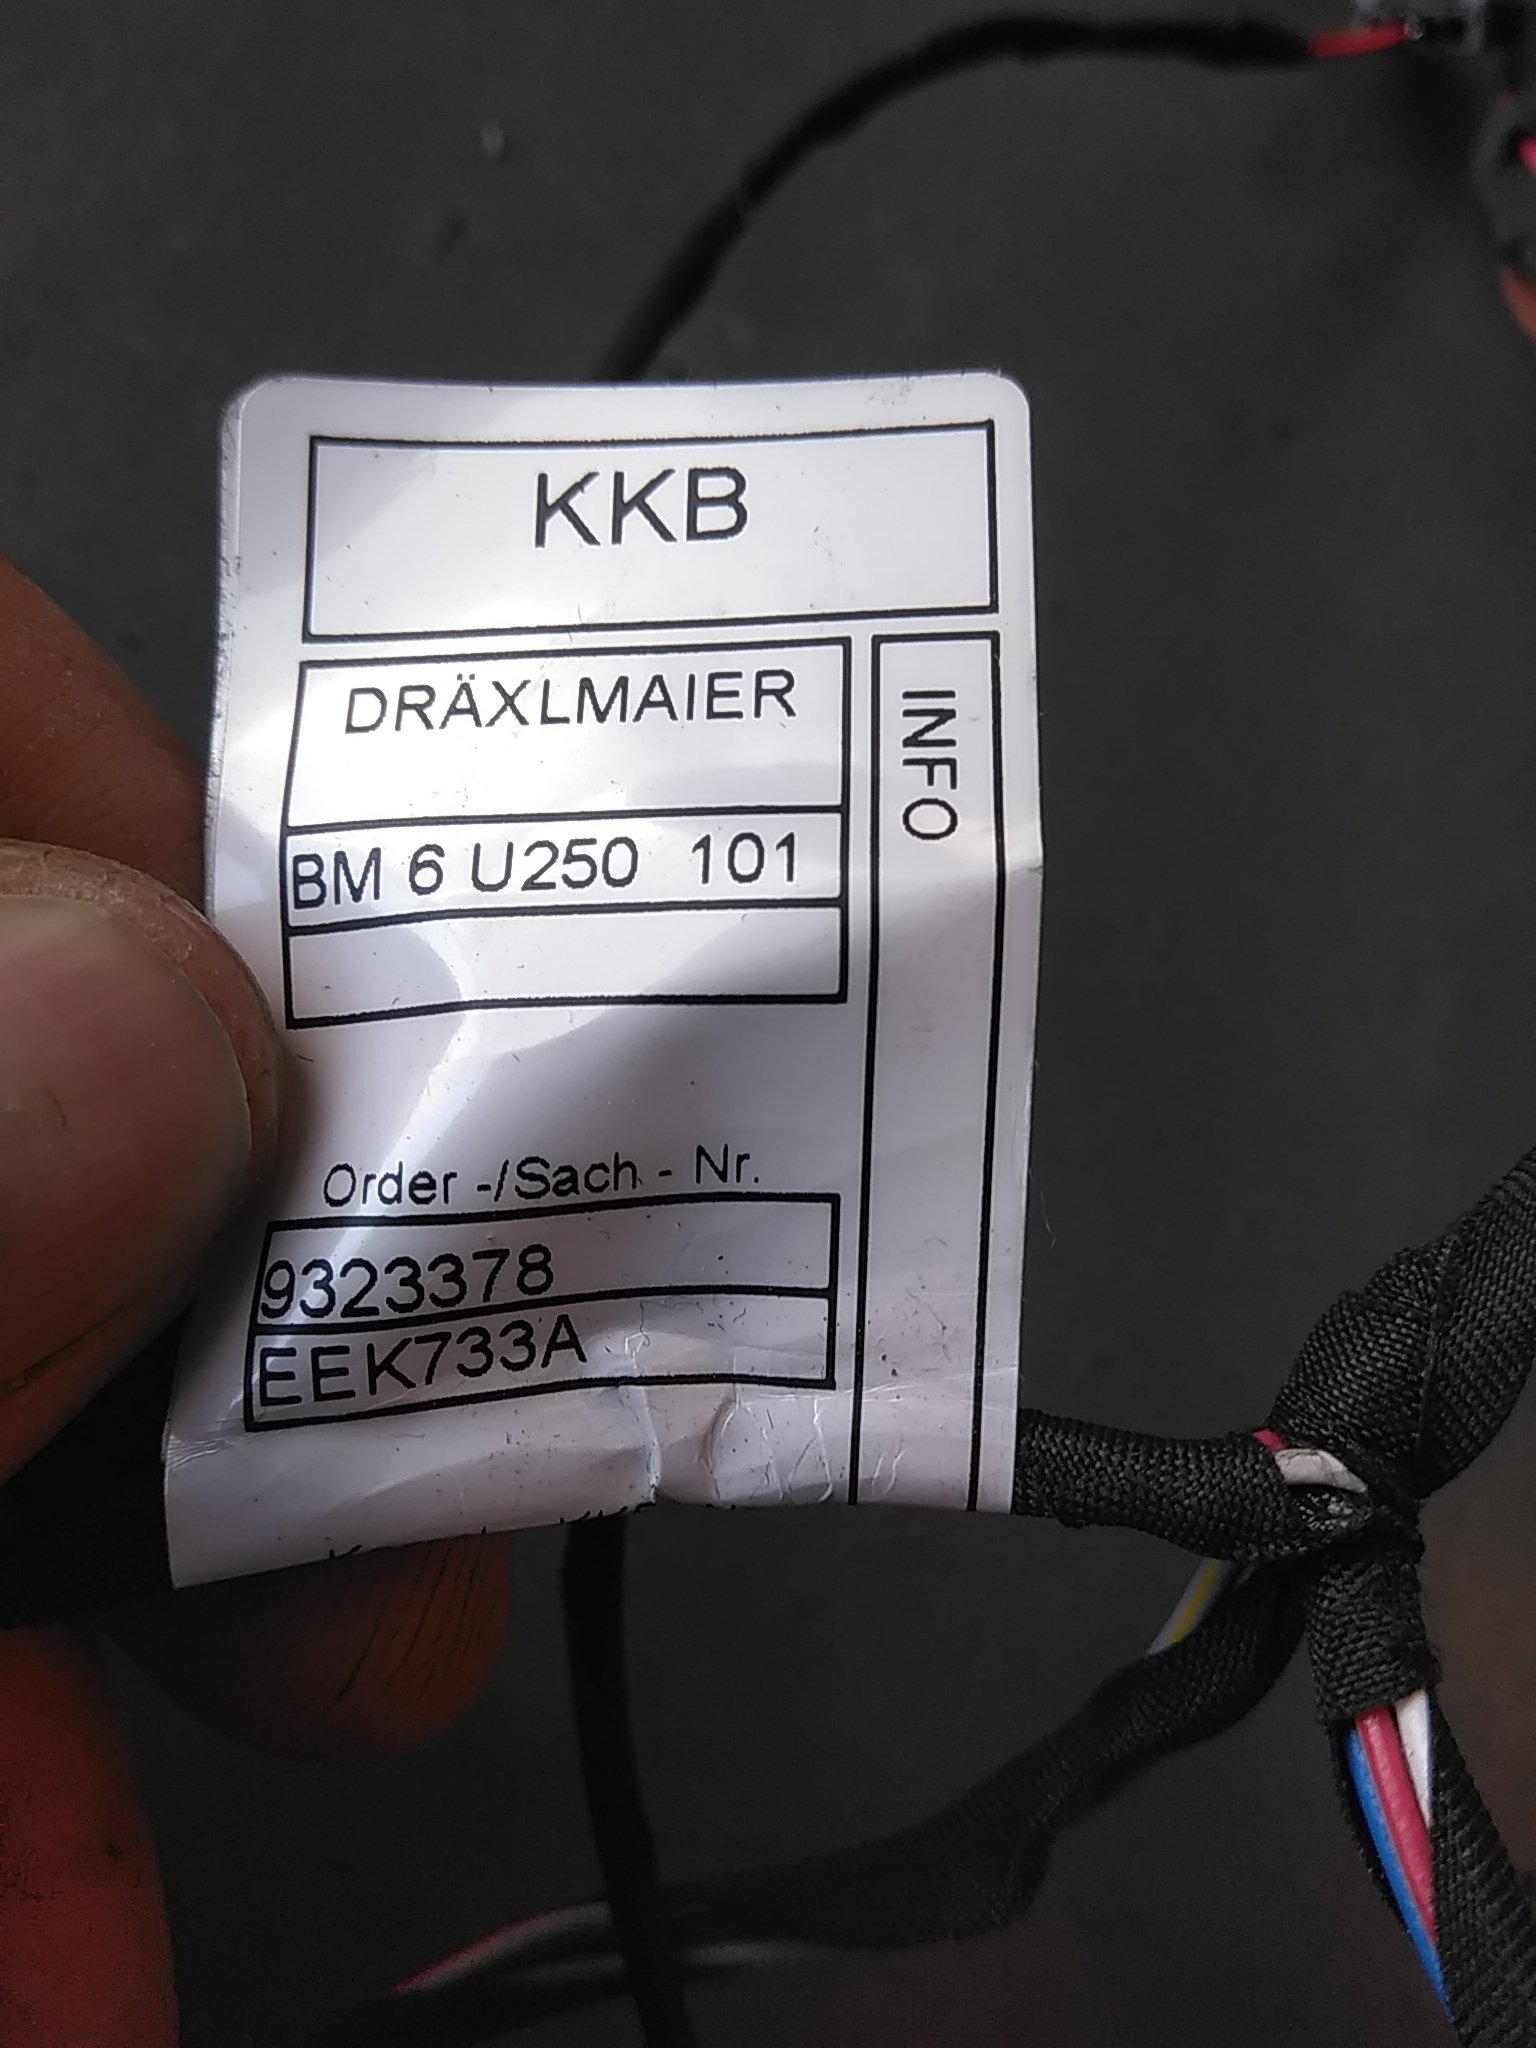 KKB
DRÄXLMAIER
INFO
BM 6 U250 101
Order -/Sach - Nr.
9323378
EEK733A